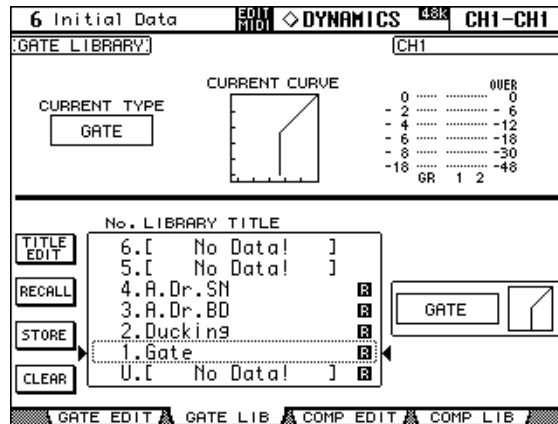 6 Initial Data EDIT MIDI ◇DYNAMICS 48k CH1-CH1
GATE LIBRARY CH1
CURRENT TYPE
GATE
CURRENT CURVE
OVER
0 0
- 2 - 6
- 4 -12
- 6 -18
- 8 -30
-18 -48
GR 1 2
No. LIBRARY TITLE
TITLE EDIT
RECALL
STORE
CLEAR
6.[ No Data! ]
5.[ No Data! ]
4.A.Dr.SN R
3.A.Dr.BD R
2.Ducking R
1.Gate R
U.[ No Data! ] R
GATE
GATE EDIT GATE LIB COMP EDIT COMP LIB